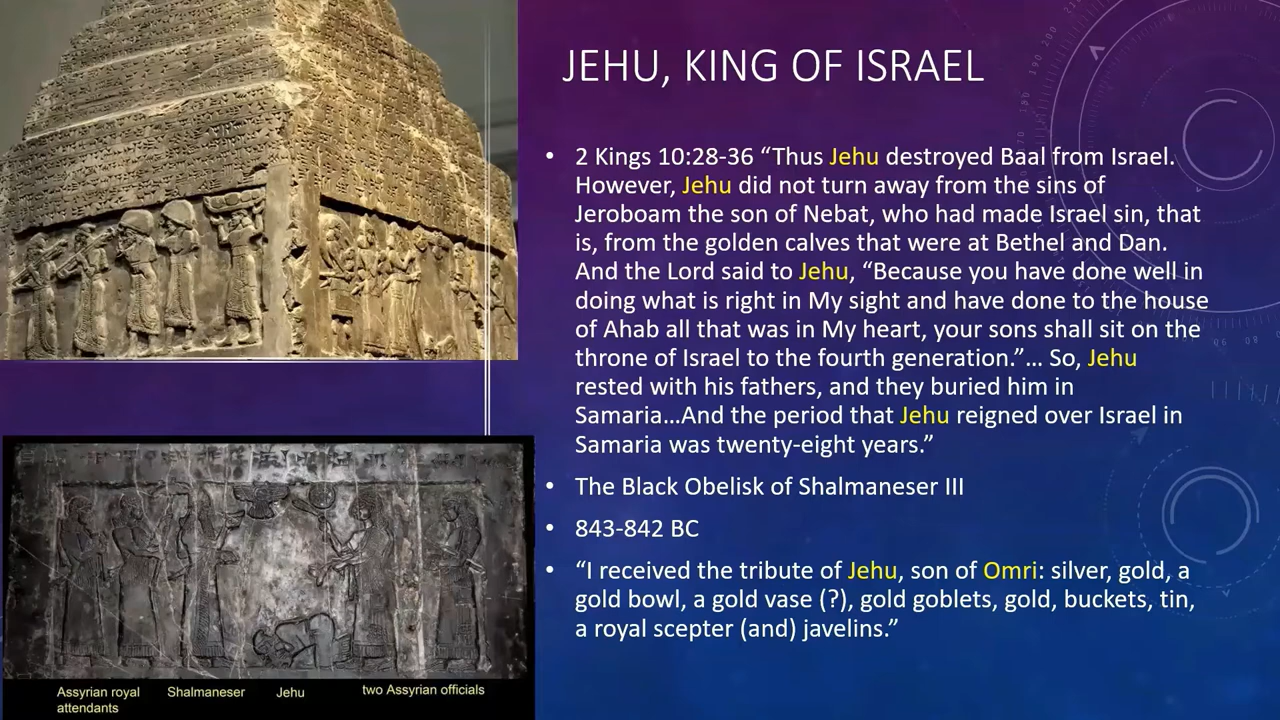 JEHU, KING OF ISRAEL
• 2 Kings 10:28-36 “Thus Jehu destroyed Baal from Israel.
However, Jehu did not turn away from the sins of
Jeroboam the son of Nebat, who had made Israel sin, that
is, from the golden calves that were at Bethel and Dan.
And the Lord said to Jehu, “Because you have done well in
doing what is right in My sight and have done to the house
of Ahab all that was in My heart, your sons shall sit on the
throne of Israel to the fourth generation.”… So, Jehu
rested with his fathers, and they buried him in
Samaria…And the period that Jehu reigned over Israel in
Samaria was twenty-eight years.”
• The Black Obelisk of Shalmaneser III
• 843-842 BC
• “I received the tribute of Jehu, son of Omri: silver, gold, a
gold bowl, a gold vase (?), gold goblets, gold, buckets, tin,
a royal scepter (and) javelins.”
Assyrian royal
attendants
Shalmaneser
Jehu
two Assyrian officials